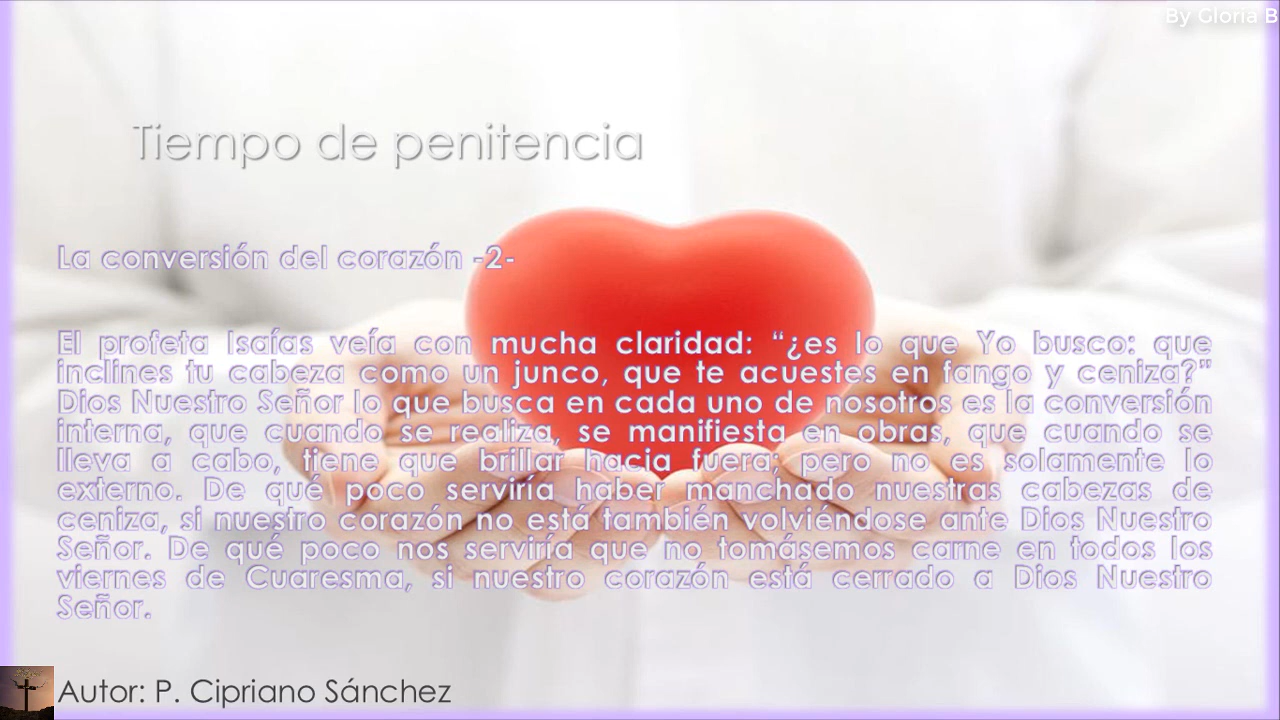 By Gloria B
Tiempo de penitencia
La conversión del corazón -2-
El profeta Isaías veía con mucha claridad: “¿es lo que Yo busco: que
inclines tu cabeza como un junco, que te acuestes en fango y ceniza?”
Dios Nuestro Señor lo que busca en cada uno de nosotros es la conversión
interna, que cuando se realiza, se manifiesta en obras, que cuando se
lleva a cabo, tiene que brillar hacia fuera; pero no es solamente lo
externo. De qué poco serviría haber manchado nuestras cabezas de
ceniza, si nuestro corazón no está también volviéndose ante Dios Nuestro
Señor. De qué poco nos serviría que no tomásemos carne en todos los
viernes de Cuaresma, si nuestro corazón está cerrado a Dios Nuestro
Señor.
Autor: P. Cipriano Sánchez